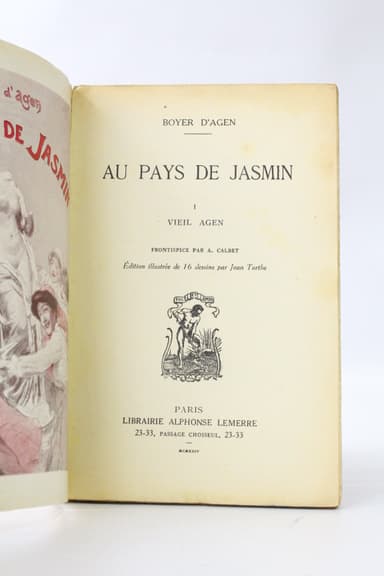 d'agen
DE JASMIN
BOYER D'AGEN
AU PAYS DE JASMIN
I
VIEIL AGEN
FRONTISPICE PAR A. CALBET
Édition illustrée de 16 dessins par Jean Tartha
PARIS
LIBRAIRIE ALPHONSE LEMERRE
23-33, PASSAGE CHOISEUL, 23-33